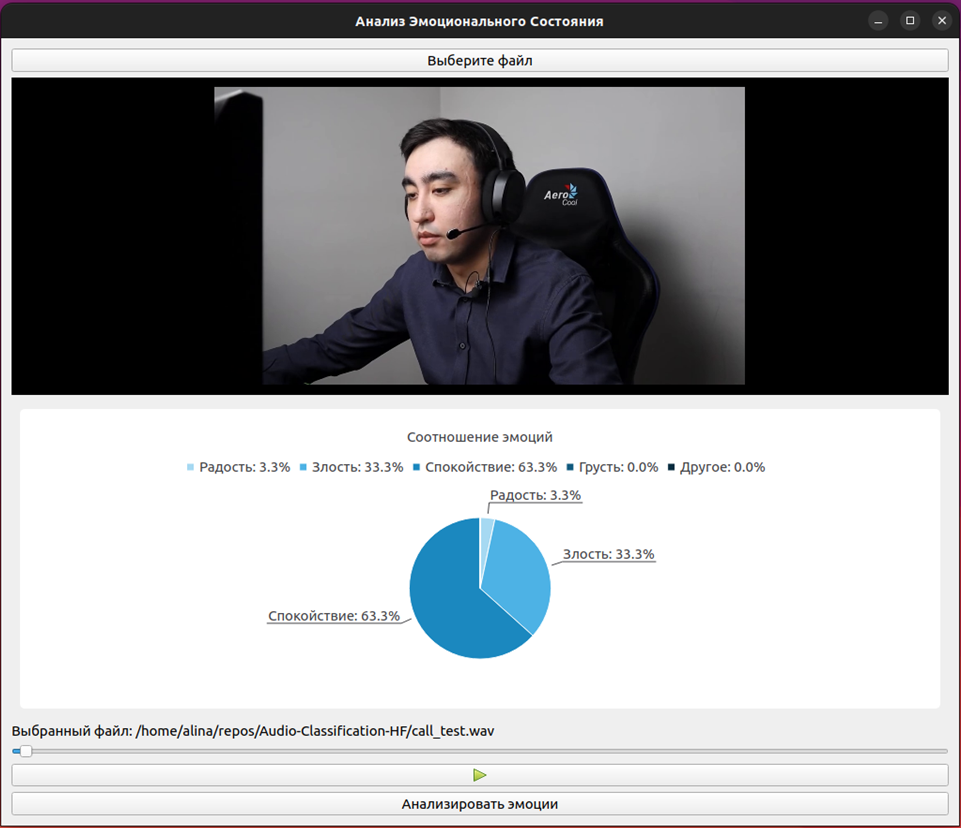 Анализ Эмоционального Состояния
Выберите файл
Aero
Cool
Соотношение эмоций
Радость: 3.3% Злость: 33.3% Спокойствие: 63.3% Грусть: 0.0% Другое: 0.0%
Радость: 3.3%
Злость: 33.3%
Спокойствие: 63.3%
Выбранный файл: /home/alina/repos/Audio-Classification-HF/call_test.wav
Анализировать эмоции